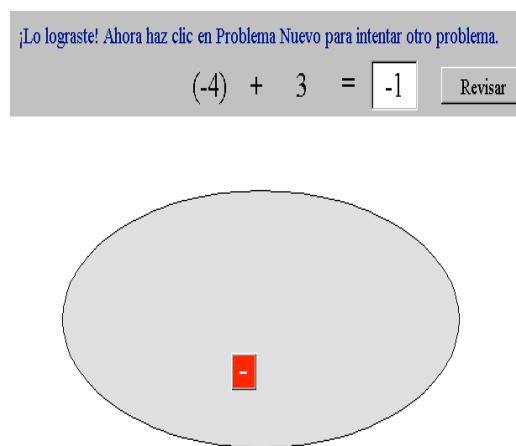 ¡Lo lograste! Ahora haz clic en Problema Nuevo para intentar otro problema.
(-4) + 3 = -1 Revisar
-